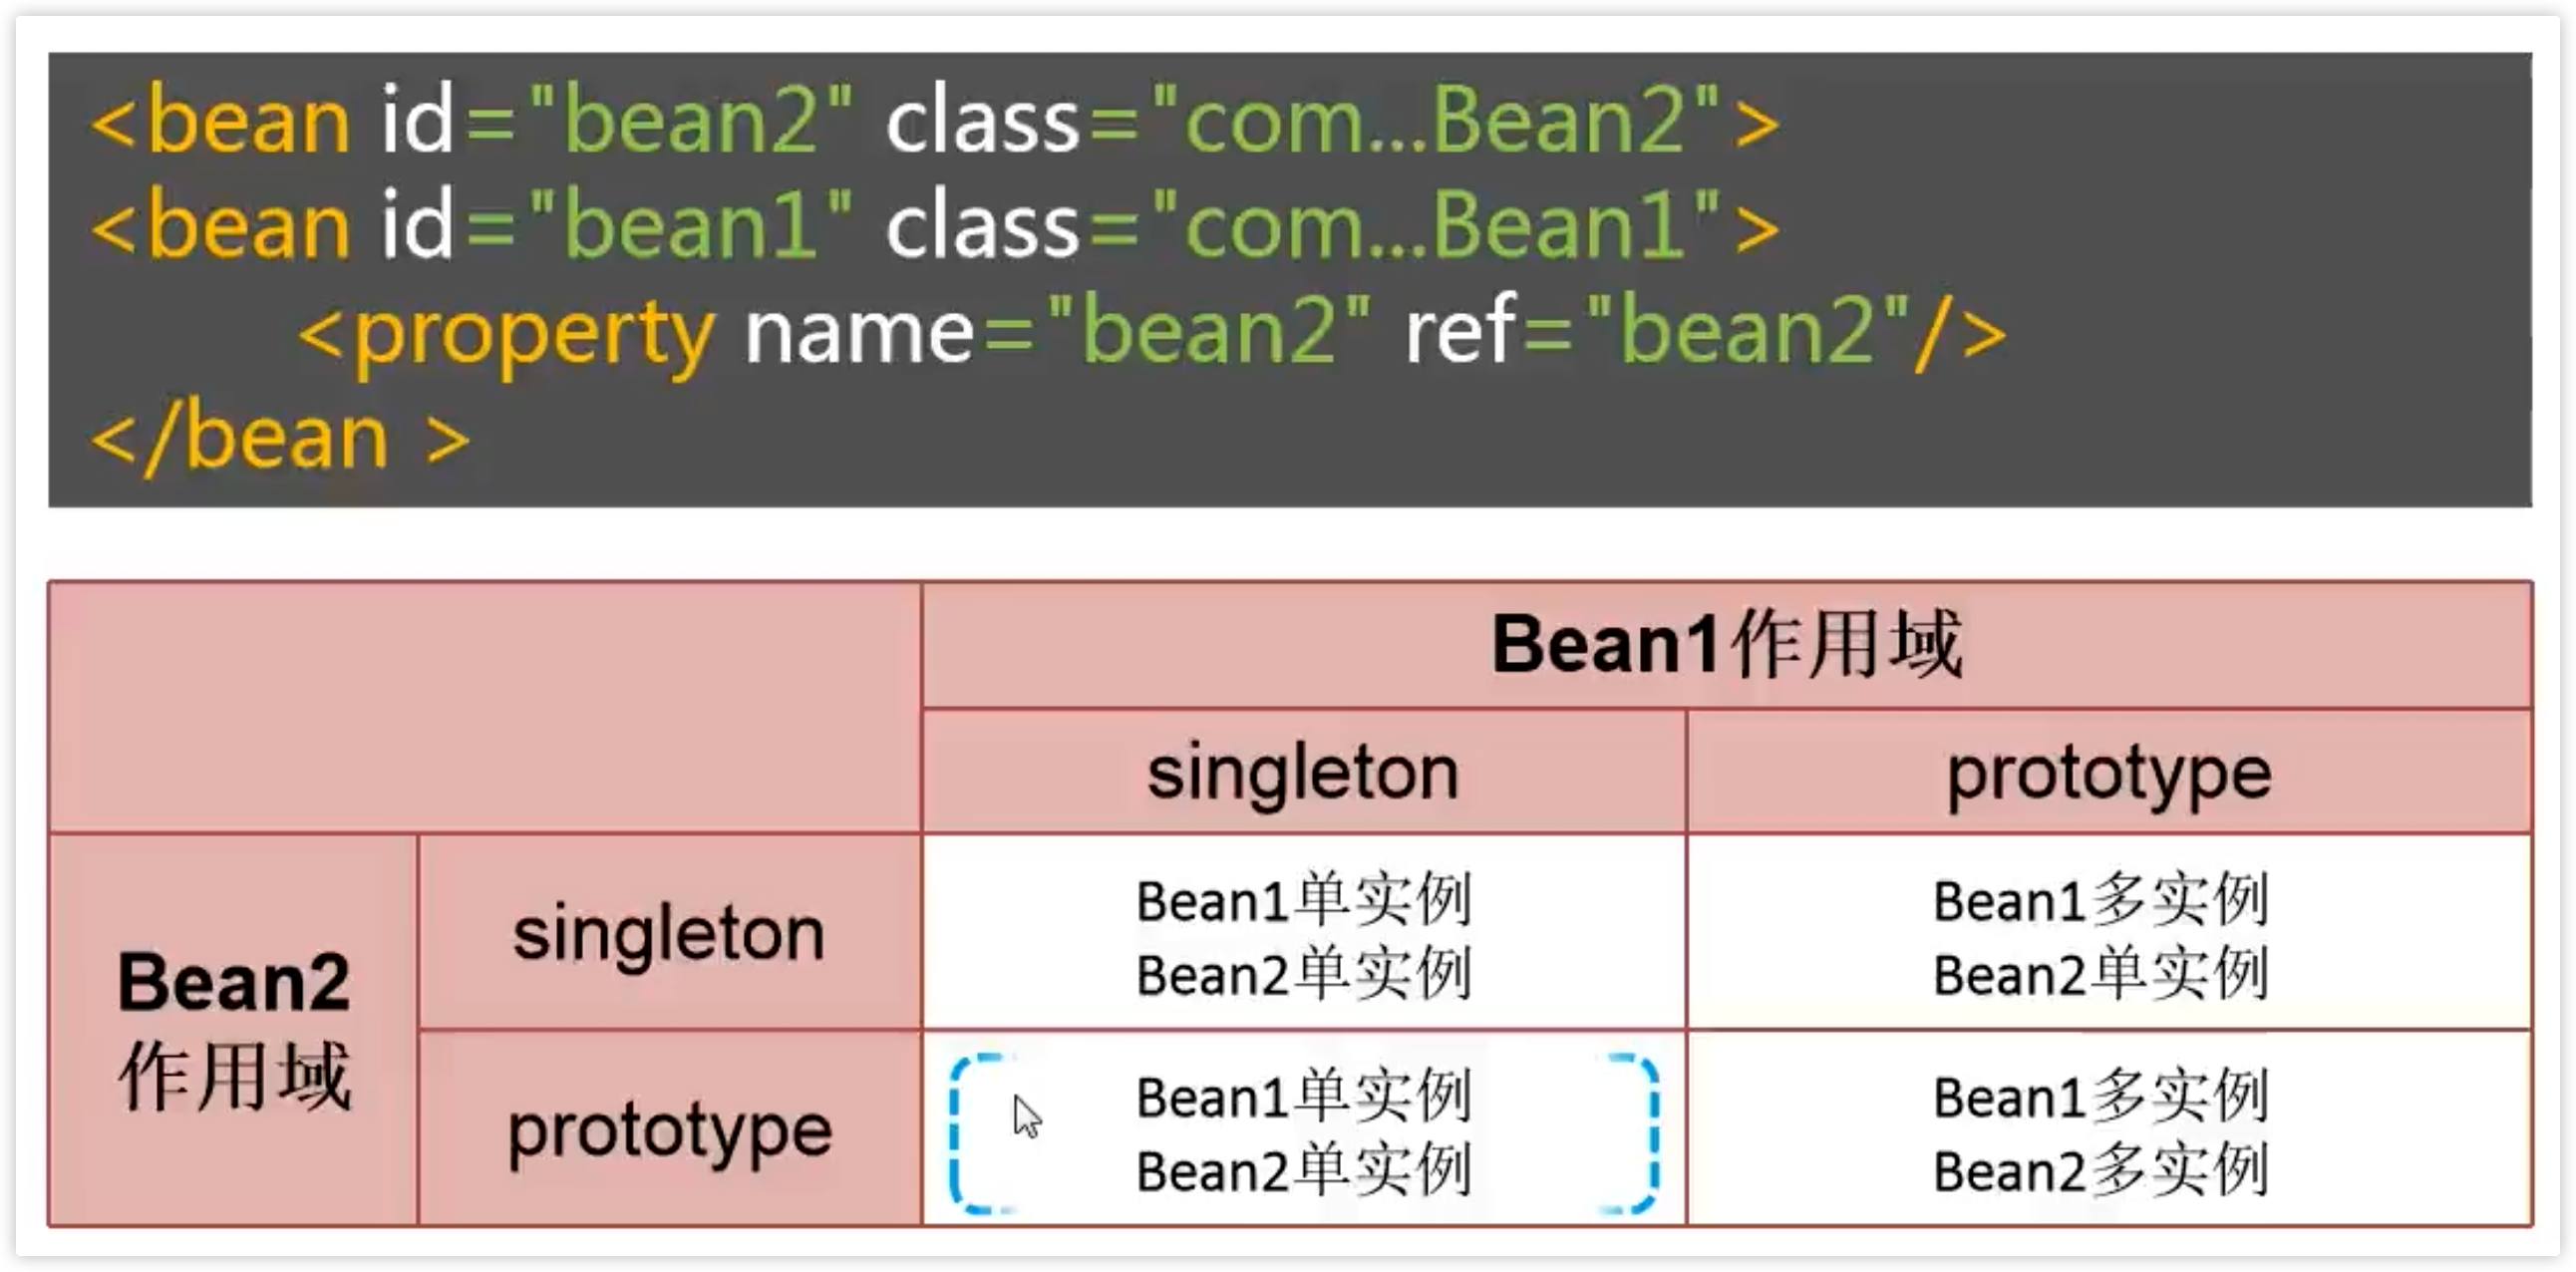 <bean id="bean2" class="com...Bean2">
<bean id="bean1" class="com...Bean1">
<property name="bean2" ref="bean2"/>
</bean >
Bean1作用域
singleton
prototype
Bean2
作用域
singleton
Bean1单实例
Bean2单实例
Bean1多实例
Bean2单实例
prototype
Bean1单实例
Bean2单实例
Bean1多实例
Bean2多实例